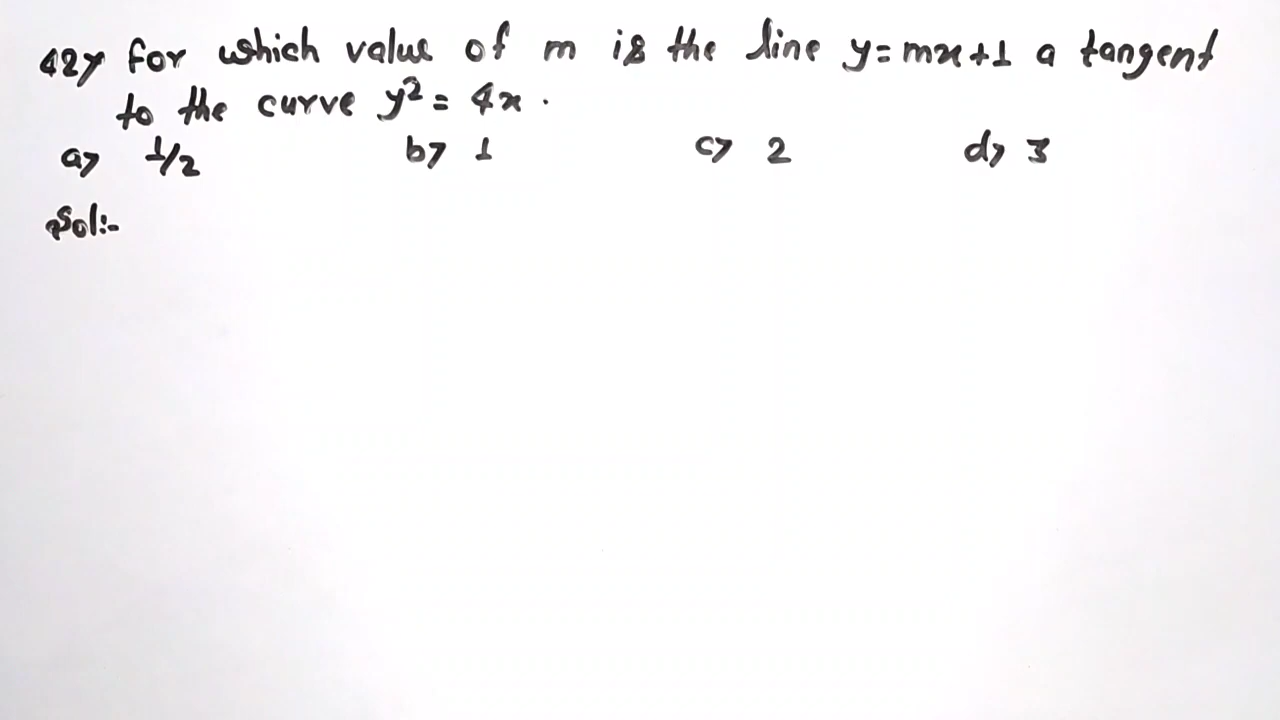 42> for which value of m is the line y=mx+1 a tangent
to the curve y² = 4x .
a> 1/2 b> 1 c> 2 d> 3
Sol:-